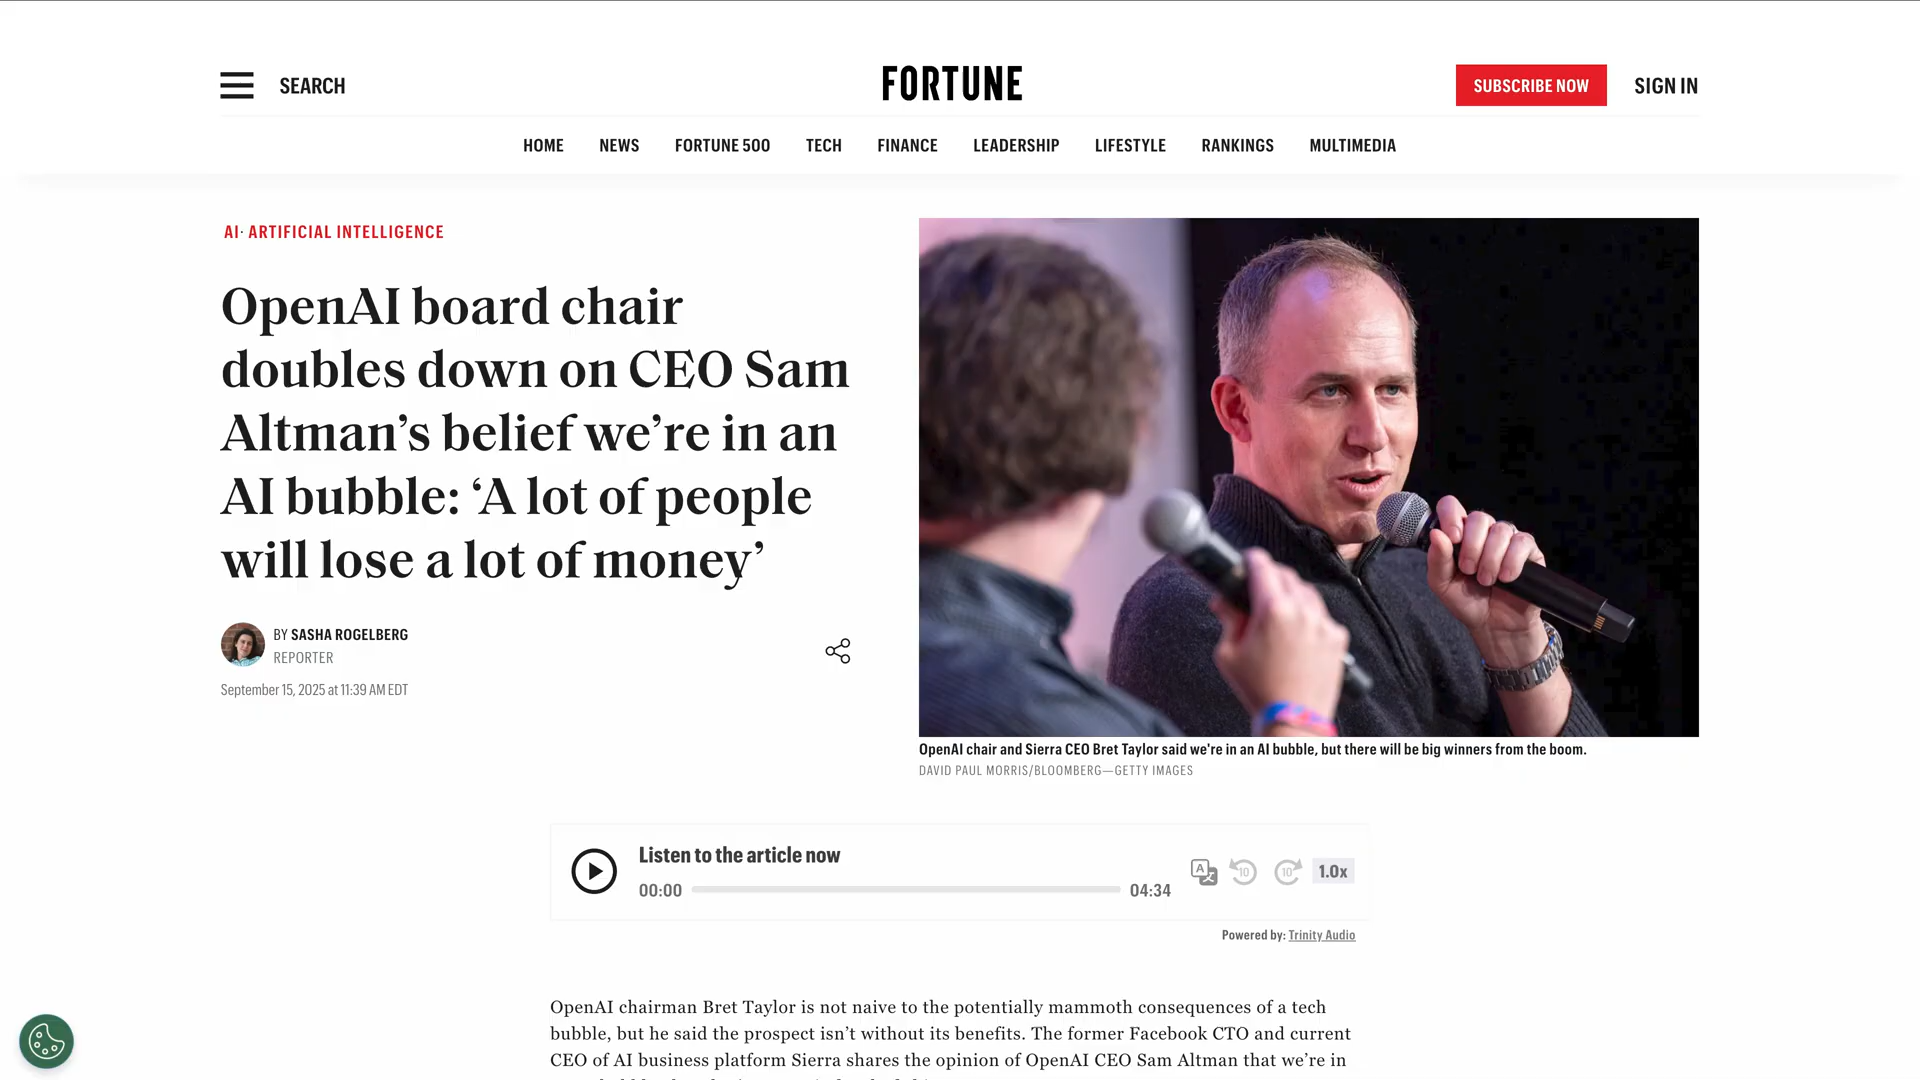 SEARCH
FORTUNE
SUBSCRIBE NOW
SIGN IN
HOME NEWS FORTUNE 500 TECH FINANCE LEADERSHIP LIFESTYLE RANKINGS MULTIMEDIA
AI· ARTIFICIAL INTELLIGENCE
OpenAI board chair
doubles down on CEO Sam
Altman’s belief we’re in an
AI bubble: ‘A lot of people
will lose a lot of money’
BY SASHA ROGELBERG
REPORTER
September 15, 2025 at 11:39 AM EDT
OpenAI chair and Sierra CEO Bret Taylor said we're in an AI bubble, but there will be big winners from the boom.
DAVID PAUL MORRIS/BLOOMBERG—GETTY IMAGES
Listen to the article now
00:00
04:34
10
10
1.0x
Powered by: Trinity Audio
OpenAI chairman Bret Taylor is not naive to the potentially mammoth consequences of a tech
bubble, but he said the prospect isn’t without its benefits. The former Facebook CTO and current
CEO of AI business platform Sierra shares the opinion of OpenAI CEO Sam Altman that we’re in